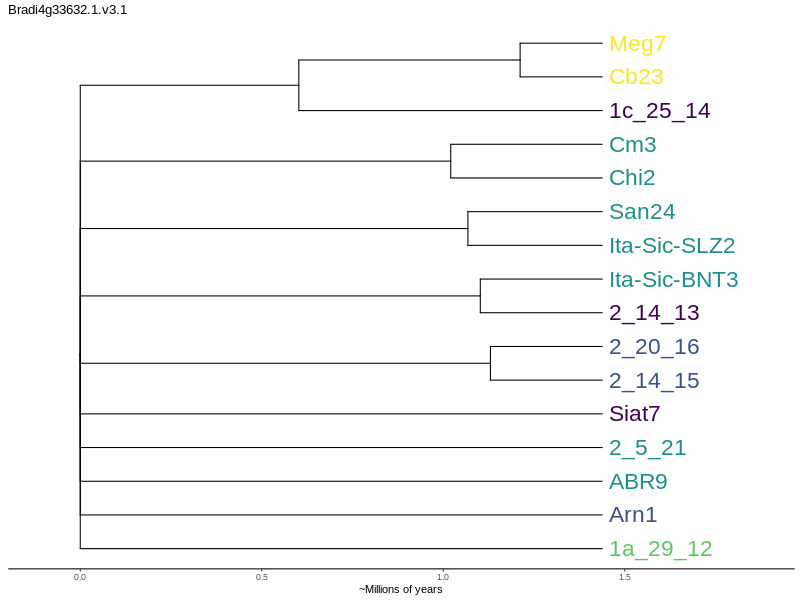 Bradi4g33632.1.v3.1
Meg7
Cb23
1c_25_14
Cm3
Chi2
San24
Ita-Sic-SLZ2
Ita-Sic-BNT3
2_14_13
2_20_16
2_14_15
Siat7
2_5_21
ABR9
Arn1
1a_29_12
0.0 0.5 1.0 1.5
~Millions of years